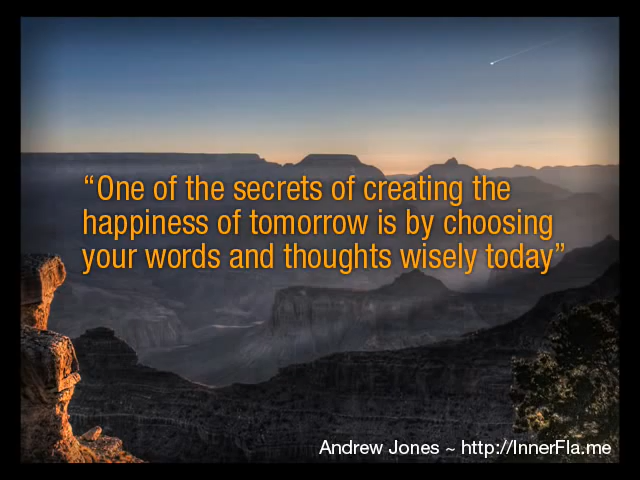 “One of the secrets of creating the
happiness of tomorrow is by choosing
your words and thoughts wisely today”
Andrew Jones ~ http://InnerFla.me